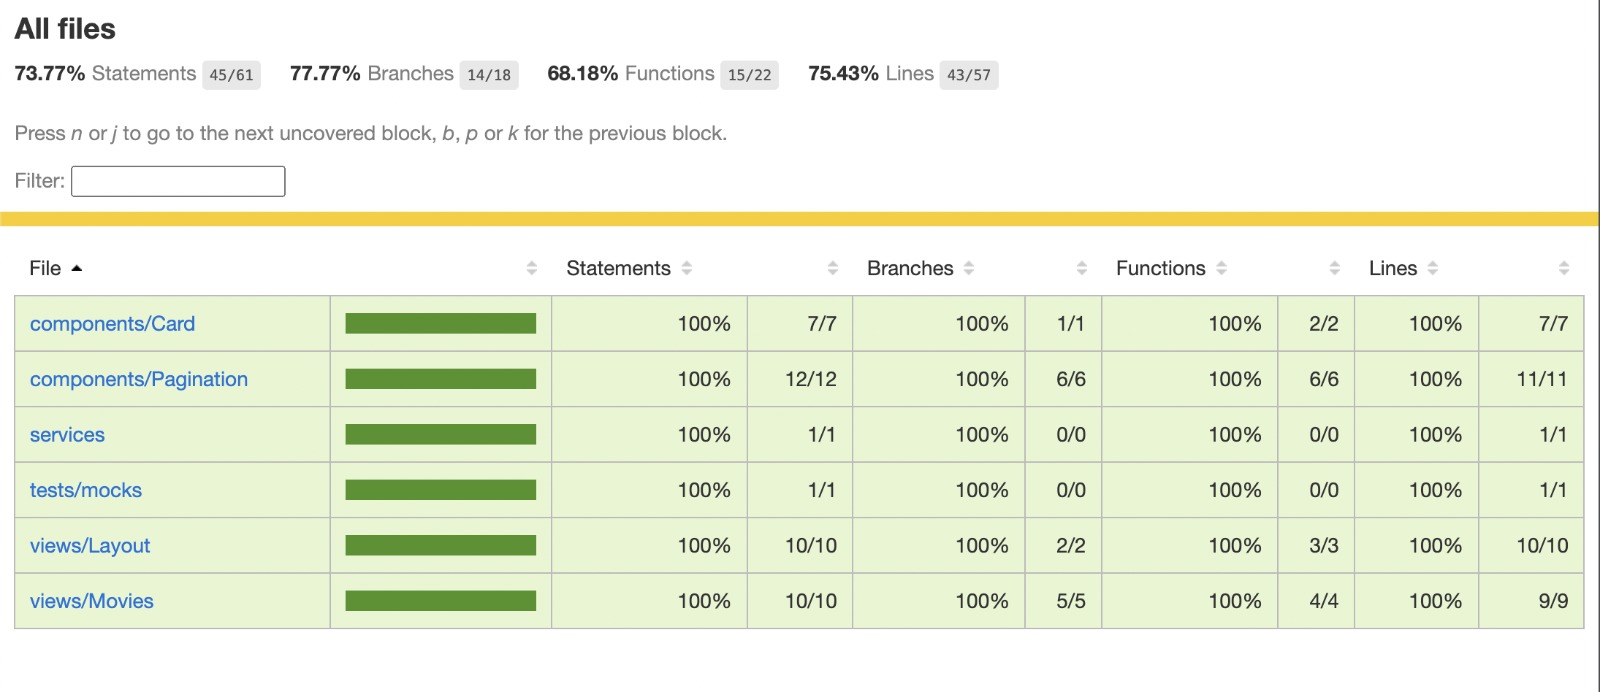 All files
73.77% Statements 45/61 77.77% Branches 14/18 68.18% Functions 15/22 75.43% Lines 43/57
Press n or j to go to the next uncovered block, b, p or k for the previous block.
Filter:
File Statements Branches Functions Lines
components/Card 100% 7/7 100% 1/1 100% 2/2 100% 7/7
components/Pagination 100% 12/12 100% 6/6 100% 6/6 100% 11/11
services 100% 1/1 100% 0/0 100% 0/0 100% 1/1
tests/mocks 100% 1/1 100% 0/0 100% 0/0 100% 1/1
views/Layout 100% 10/10 100% 2/2 100% 3/3 100% 10/10
views/Movies 100% 10/10 100% 5/5 100% 4/4 100% 9/9